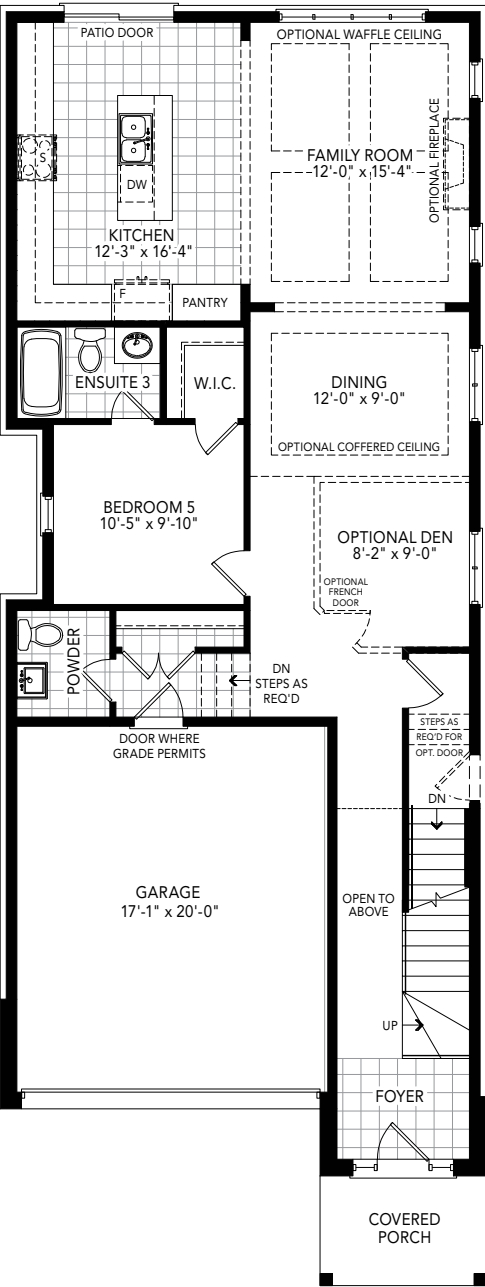 PATIO DOOR
OPTIONAL WAFFLE CEILING
S
DW
FAMILY ROOM
12'-0" x 15'-4"
OPTIONAL FIREPLACE
KITCHEN
12'-3" x 16'-4"
F
PANTRY
ENSUITE 3
W.I.C.
DINING
12'-0" x 9'-0"
OPTIONAL COFFERED CEILING
BEDROOM 5
10'-5" x 9'-10"
OPTIONAL DEN
8'-2" x 9'-0"
OPTIONAL
FRENCH
DOOR
POWDER
DN
STEPS AS
REQ'D
DOOR WHERE
GRADE PERMITS
STEPS AS
REQ'D FOR
OPT. DOOR
DN
GARAGE
17'-1" x 20'-0"
OPEN TO
ABOVE
UP
FOYER
COVERED
PORCH